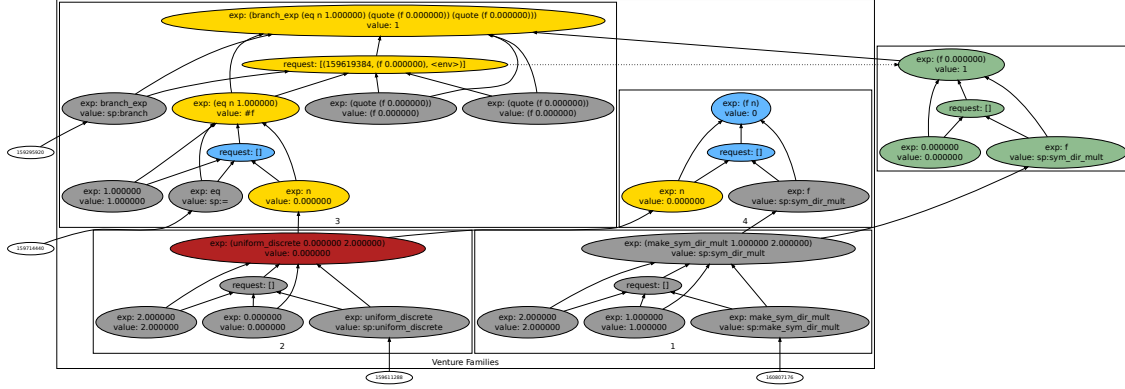 exp: (branch_exp (eq n 1.000000) (quote (f 0.000000)) (quote (f 0.000000)))
value: 1
request: [(159619384, (f 0.000000), <env>)]
exp: branch_exp
value: sp:branch
exp: (eq n 1.000000)
value: #f
exp: (quote (f 0.000000))
value: (f 0.000000)
exp: (quote (f 0.000000))
value: (f 0.000000)
159295920
request: []
exp: 1.000000
value: 1.000000
exp: eq
value: sp:=
exp: n
value: 0.000000
3
exp: (f n)
value: 0
request: []
exp: n
value: 0.000000
exp: f
value: sp:sym_dir_mult
4
exp: (f 0.000000)
value: 1
request: []
exp: 0.000000
value: 0.000000
exp: f
value: sp:sym_dir_mult
159714440
exp: (uniform_discrete 0.000000 2.000000)
value: 0.000000
request: []
exp: 2.000000
value: 2.000000
exp: 0.000000
value: 0.000000
exp: uniform_discrete
value: sp:uniform_discrete
2
exp: (make_sym_dir_mult 1.000000 2.000000)
value: sp:sym_dir_mult
request: []
exp: 2.000000
value: 2.000000
exp: 1.000000
value: 1.000000
exp: make_sym_dir_mult
value: sp:make_sym_dir_mult
1
Venture Families
159611288
160807176